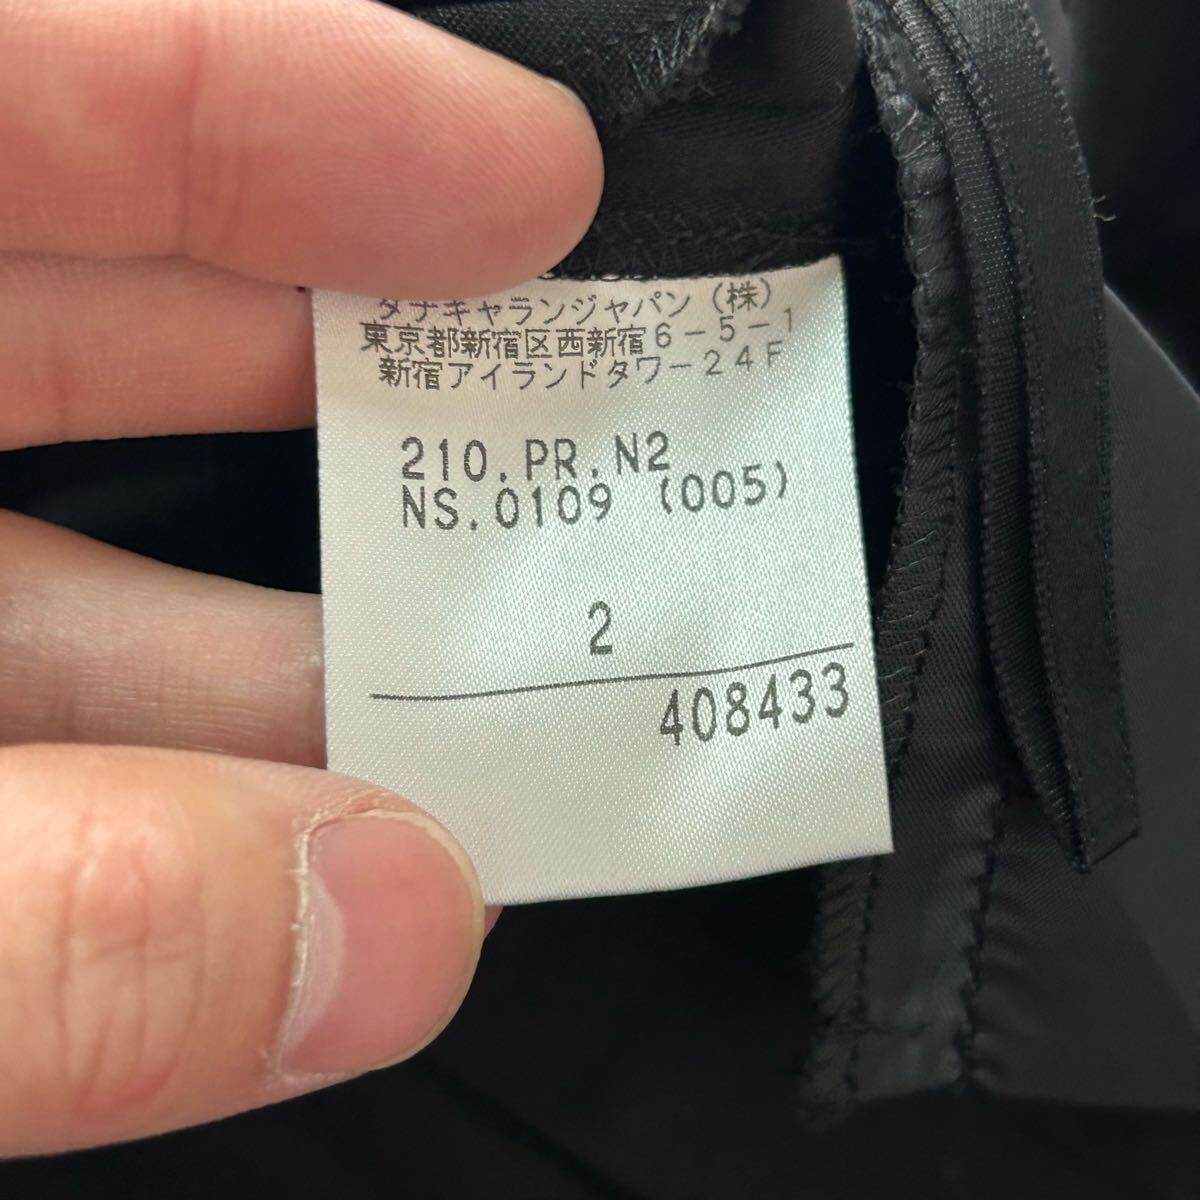 ダナキャランジャパン（株）
東京都新宿区西新宿6-5-1
新宿アイランドタワー24F
210.PR.N2
NS.0109 (005)
2
408433